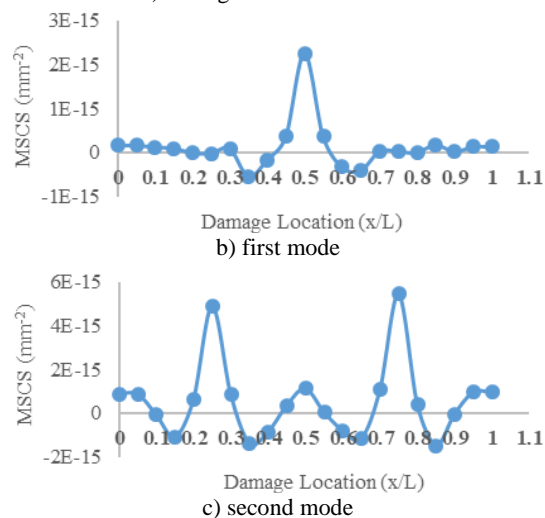 3E-15
2E-15
1E-15
0
-1E-15
MSCS (mm-2)
0 0.1 0.2 0.3 0.4 0.5 0.6 0.7 0.8 0.9 1 1.1
Damage Location (x/L)
b) first mode
6E-15
4E-15
2E-15
0
-2E-15
MSCS (mm-2)
0 0.1 0.2 0.3 0.4 0.5 0.6 0.7 0.8 0.9 1 1.1
Damage Location (x/L)
c) second mode